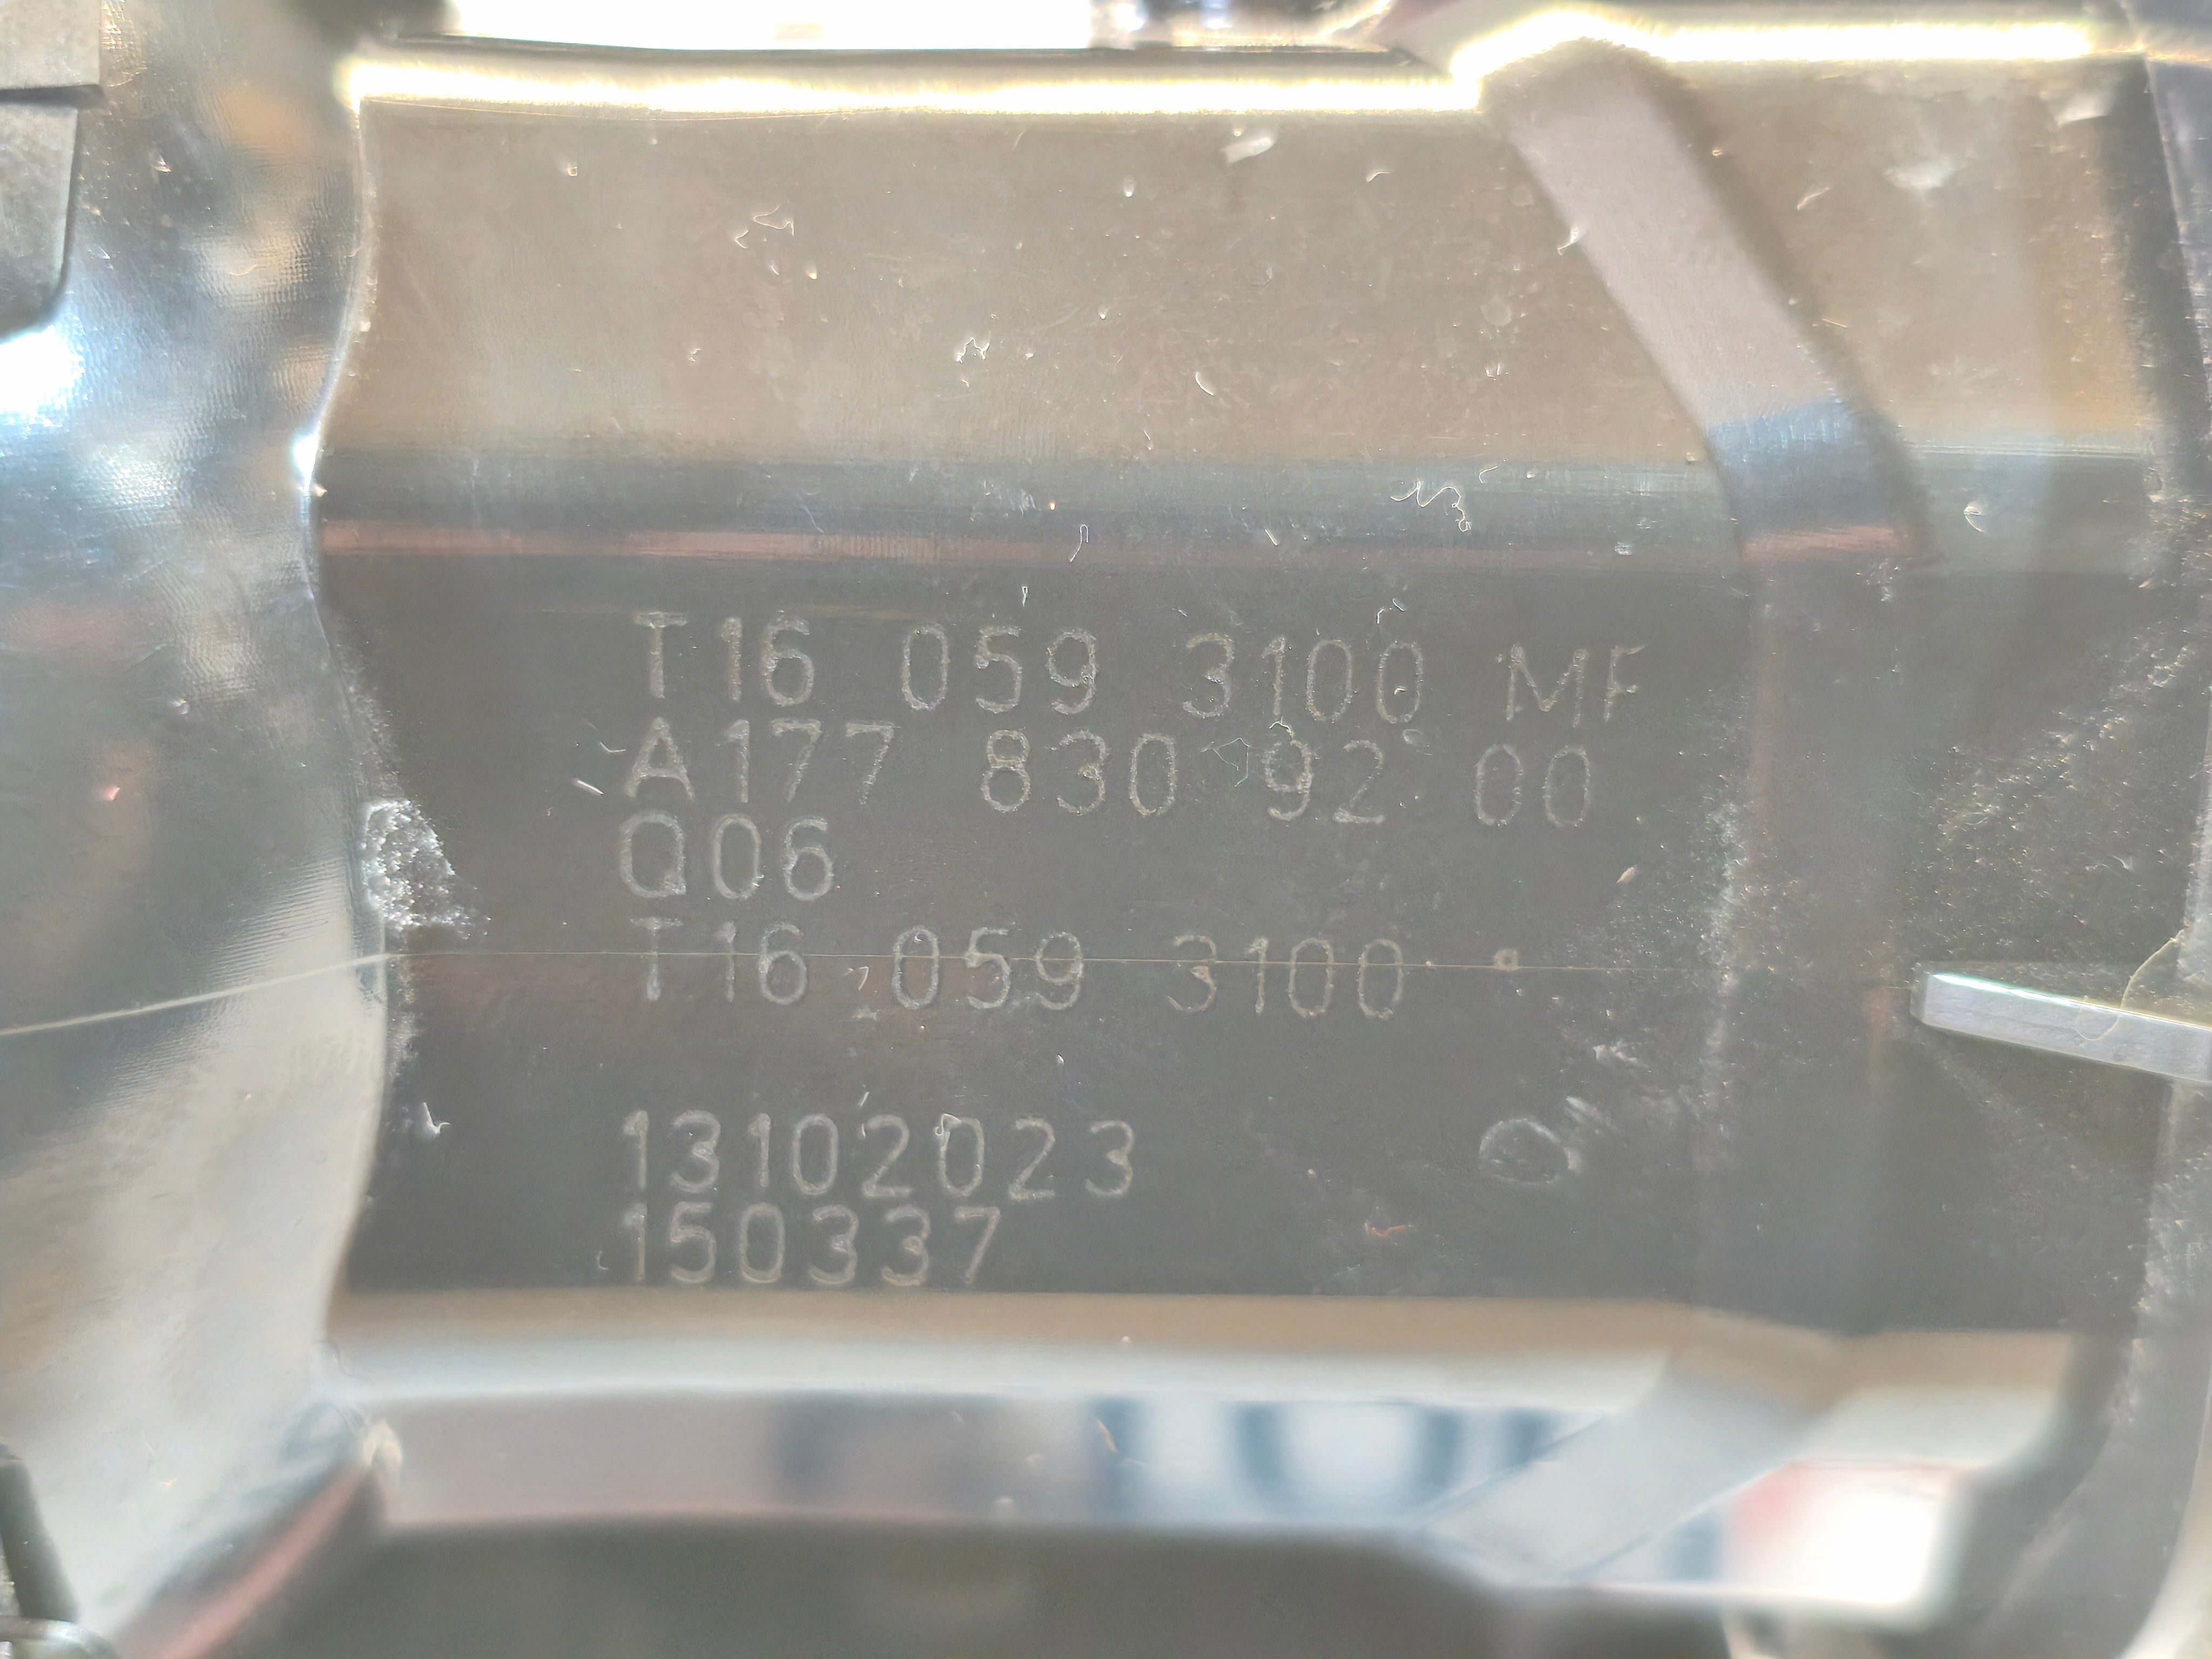 T16 059 3100 MF
A177 830 92 00
Q06
T16 059 3100
13102023
150337